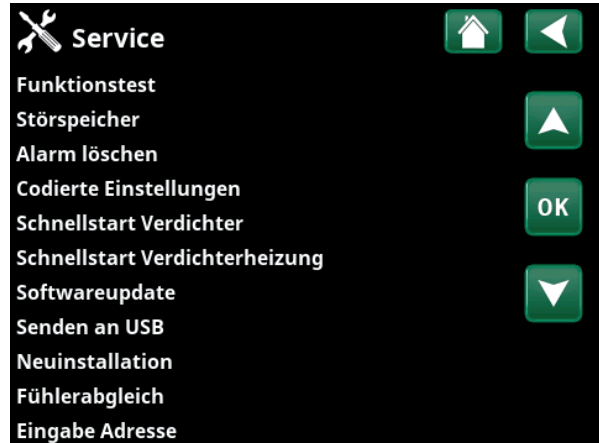 Service
Funktionstest
Störspeicher
Alarm löschen
Codierte Einstellungen
OK
Schnellstart Verdichter
Schnellstart Verdichterheizung
Softwareupdate
Senden an USB
Neuinstallation
Fühlerabgleich
Eingabe Adresse